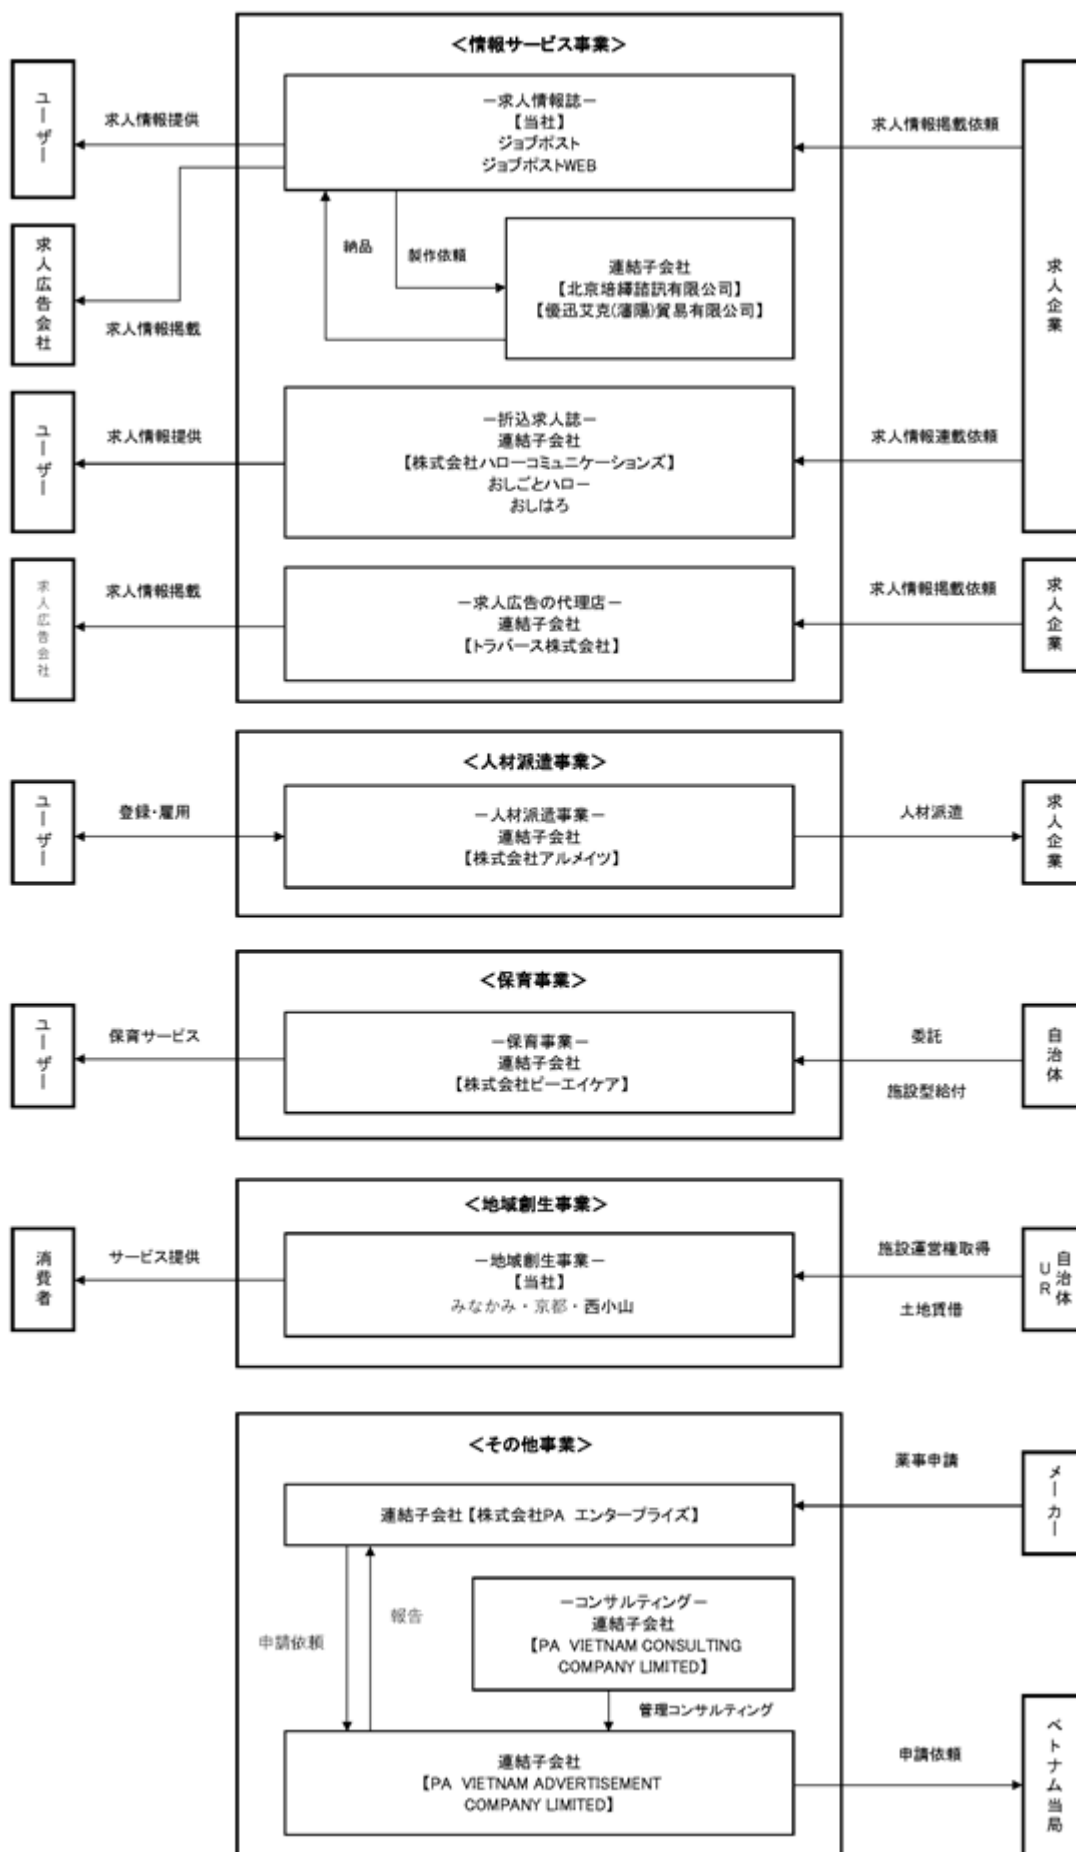 ＜情報サービス事業＞
ユーザー
求人情報提供
－求人情報誌－
【当社】
ジョブポスト
ジョブポストWEB
求人情報掲載依頼
求人企業
求人広告会社
求人情報掲載
納品
製作依頼
連結子会社
【北京培繹諮訊有限公司】
【優迅艾克(瀋陽)貿易有限公司】
ユーザー
求人情報提供
－折込求人誌－
連結子会社
【株式会社ハローコミュニケーションズ】
おしごとハロー
おしはろ
求人情報連載依頼
求人広告会社
求人情報掲載
－求人広告の代理店－
連結子会社
【トラバース株式会社】
求人情報掲載依頼
求人企業
＜人材派遣事業＞
ユーザー
登録・雇用
－人材派遣事業－
連結子会社
【株式会社アルメイツ】
人材派遣
求人企業
＜保育事業＞
ユーザー
保育サービス
－保育事業－
連結子会社
【株式会社ピーエイケア】
委託
施設型給付
自治体
＜地域創生事業＞
消費者
サービス提供
－地域創生事業－
【当社】
みなかみ・京都・西小山
施設運営権取得
土地賃借
自治体
UR
＜その他事業＞
連結子会社【株式会社PA エンタープライズ】
薬事申請
メーカー
申請依頼
報告
－コンサルティング－
連結子会社
【PA VIETNAM CONSULTING
COMPANY LIMITED】
管理コンサルティング
連結子会社
【PA VIETNAM ADVERTISEMENT
COMPANY LIMITED】
申請依頼
ベトナム当局